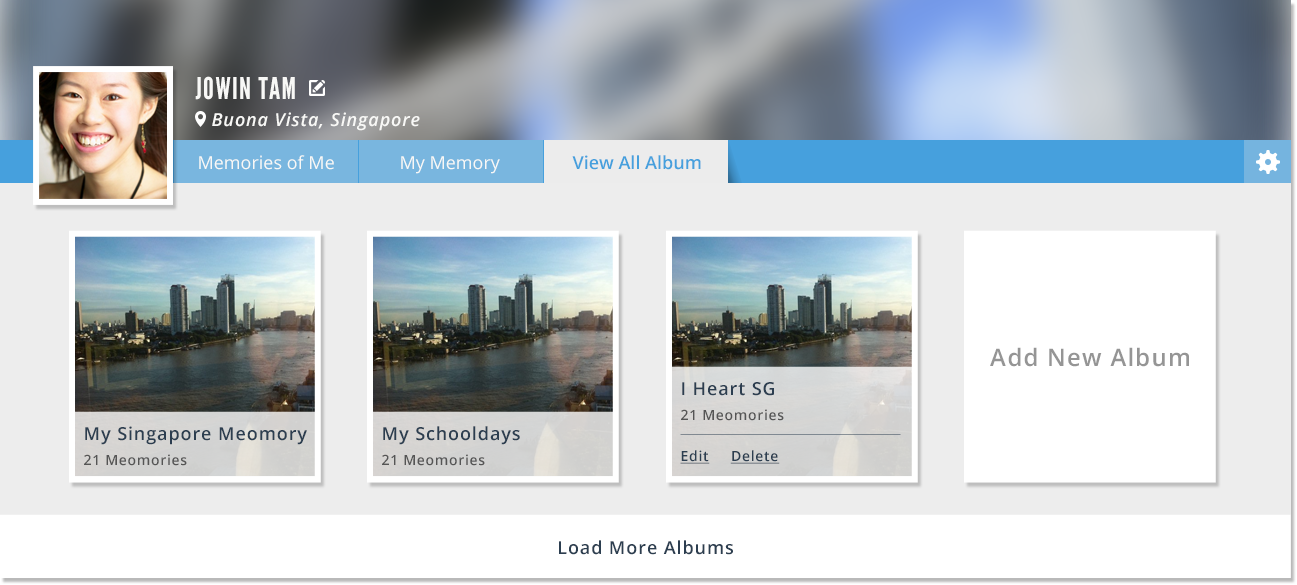 JOWIN TAM
Buona Vista, Singapore
Memories of Me
My Memory
View All Album
My Singapore Meomory
21 Meomories
My Schooldays
21 Meomories
I Heart SG
21 Meomories
Edit Delete
Add New Album
Load More Albums